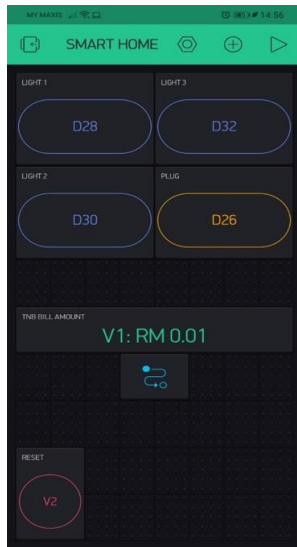 MY MAXIS 14:56
SMART HOME
LIGHT 1 LIGHT 3
D28 D32
LIGHT 2 PLUG
D30 D26
TNB BILL AMOUNT
V1: RM 0.01
RESET
V2